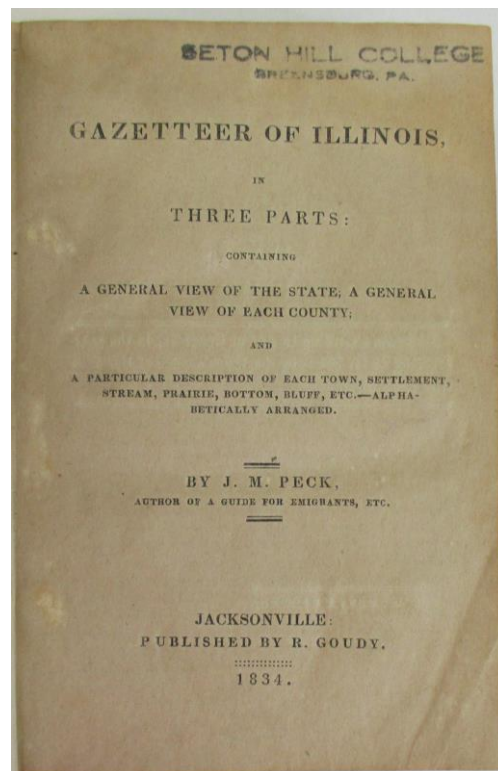 SETON HILL COLLEGE
GREENSBURG, PA.
GAZETTEER OF ILLINOIS,
IN
THREE PARTS:
CONTAINING
A GENERAL VIEW OF THE STATE; A GENERAL
VIEW OF EACH COUNTY;
AND
A PARTICULAR DESCRIPTION OF EACH TOWN, SETTLEMENT,
STREAM, PRAIRIE, BOTTOM, BLUFF, ETC.—ALPHA-
BETICALLY ARRANGED.
BY J. M. PECK,
AUTHOR OF A GUIDE FOR EMIGRANTS, ETC.
JACKSONVILLE:
PUBLISHED BY R. GOUDY.
1834.